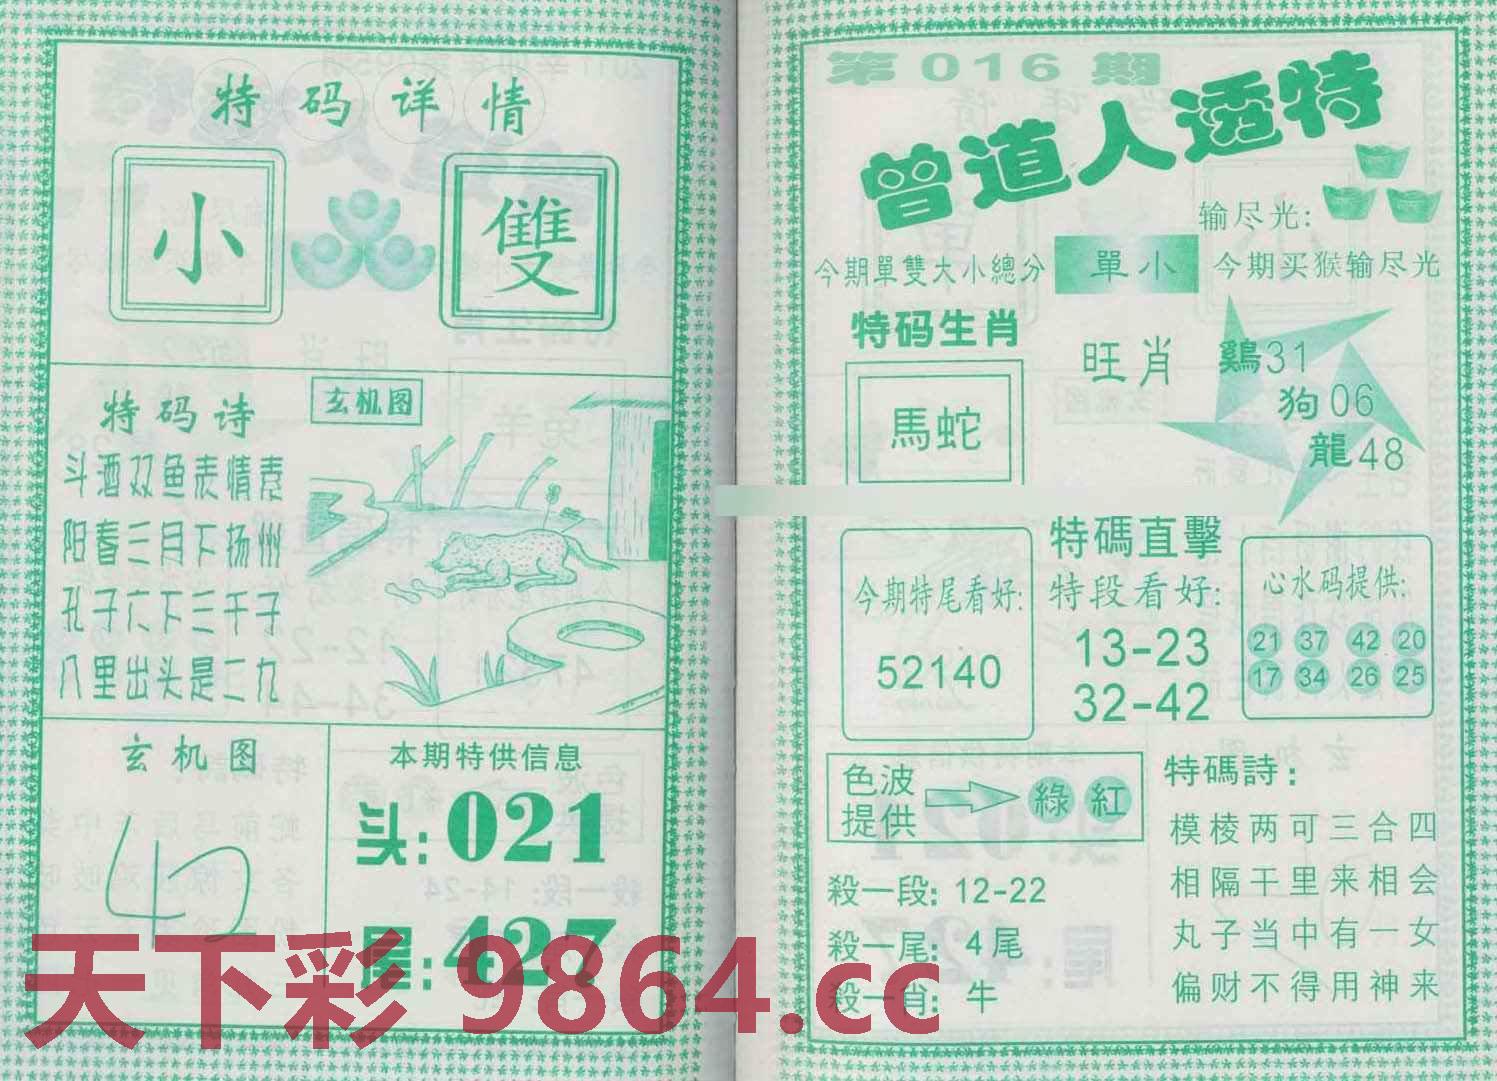 特码详情
小
雙
特码诗
斗酒双鱼表情
阳春三月下扬州
孔子六下三千子
八里出头是二九
玄机图
玄机图
42
本期特供信息
头:021
尾:427
第016期
曾道人透特
输尽光:
今期买猴输尽光
今期單雙大小總分
單小
特码生肖
馬蛇
旺肖
鷄31
狗06
龍48
今期特尾看好:
52140
特碼直擊
特段看好:
13-23
32-42
心水码提供:
21 37 42 20
17 34 26 25
色波
提供
綠 紅
殺一段: 12-22
殺一尾: 4尾
殺一肖: 牛
特碼詩:
模棱两可三合四
相隔千里来相会
丸子当中有一女
偏财不得用神来
天下彩 9864.cc